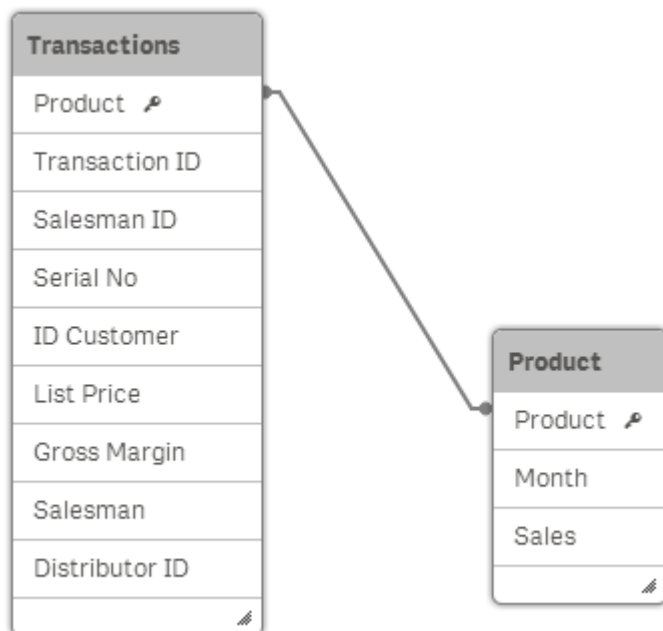 Transactions
Product
Transaction ID
Salesman ID
Serial No
ID Customer
List Price
Gross Margin
Salesman
Distributor ID
Product
Product
Month
Sales